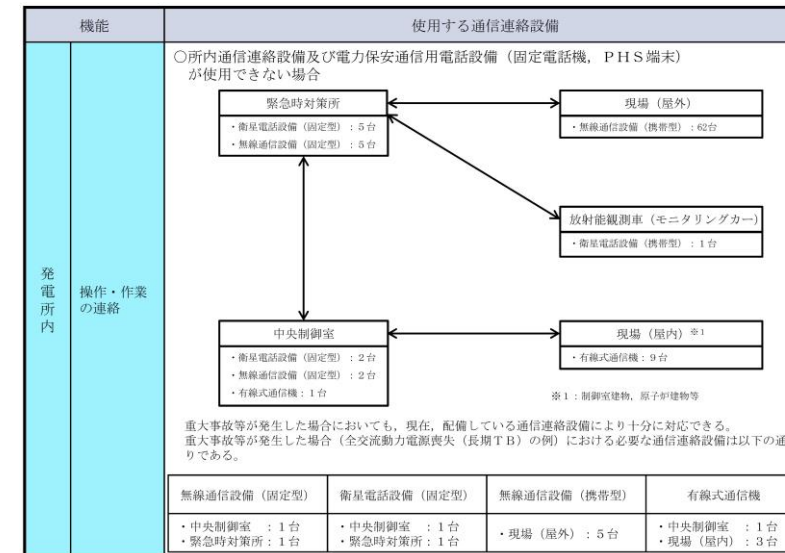 機能
使用する通信連絡設備
発電所内
操作・作業
の連絡
○所内通信連絡設備及び電力保安通信用電話設備（固定電話機，ＰＨＳ端末）
が使用できない場合
緊急時対策所
・衛星電話設備（固定型）：５台
・無線通信設備（固定型）：５台
現場（屋外）
・無線通信設備（携帯型）：62台
放射能観測車（モニタリングカー）
・衛星電話設備（携帯型）：１台
中央制御室
・衛星電話設備（固定型）：２台
・無線通信設備（固定型）：２台
・有線式通信機：１台
現場（屋内）※１
・有線式通信機：９台
※１：制御室建物，原子炉建物等
重大事故等が発生した場合においても，現在，配備している通信連絡設備により十分に対応できる。
重大事故等が発生した場合（全交流動力電源喪失（長期ＴＢ）の例）における必要な通信連絡設備は以下の通
りである。
無線通信設備（固定型）
衛星電話設備（固定型）
無線通信設備（携帯型）
有線式通信機
・中央制御室　：１台
・緊急時対策所：１台
・中央制御室　：１台
・緊急時対策所：１台
・現場（屋外）：５台
・中央制御室　：１台
・現場（屋内）：３台